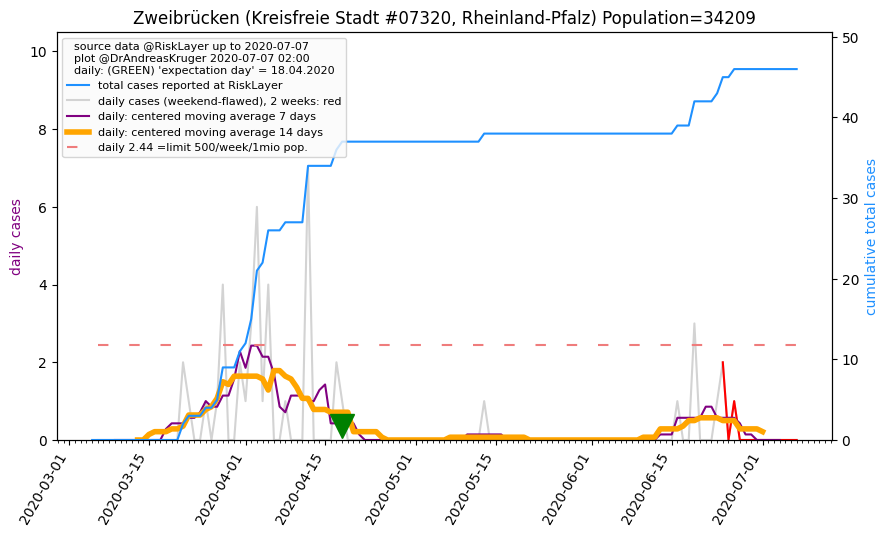 Zweibrücken (Kreisfreie Stadt #07320, Rheinland-Pfalz) Population=34209
source data @RiskLayer up to 2020-07-07
plot @DrAndreasKruger 2020-07-07 02:00
daily: (GREEN) 'expectation day' = 18.04.2020
total cases reported at RiskLayer
daily cases (weekend-flawed), 2 weeks: red
daily: centered moving average 7 days
daily: centered moving average 14 days
daily 2.44 =limit 500/week/1mio pop.
daily cases
10
8
6
4
2
0
cumulative total cases
50
40
30
20
10
0
2020-03-01
2020-03-15
2020-04-01
2020-04-15
2020-05-01
2020-05-15
2020-06-01
2020-06-15
2020-07-01